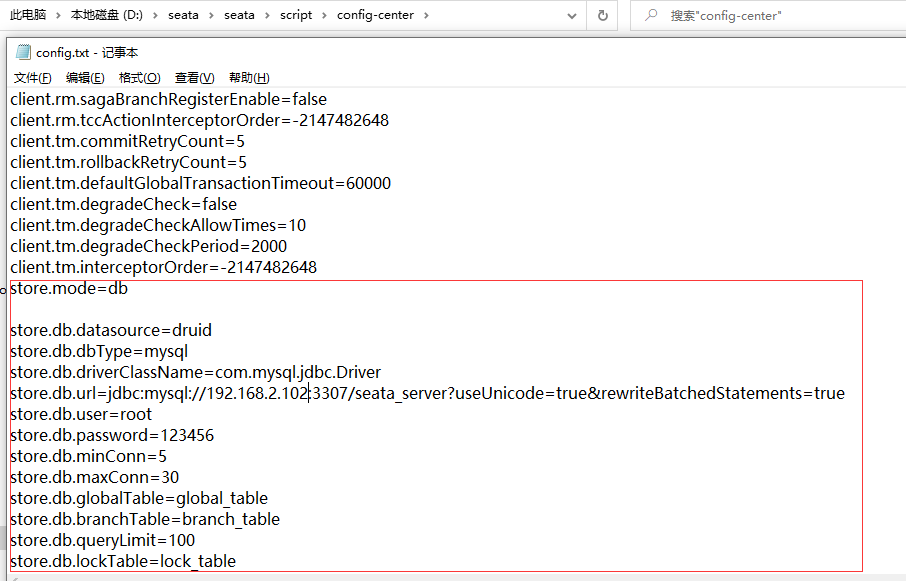 此电脑 > 本地磁盘 (D:) > seata > seata > script > config-center >
搜索"config-center"
config.txt - 记事本
文件(F) 编辑(E) 格式(O) 查看(V) 帮助(H)
client.rm.sagaBranchRegisterEnable=false
client.rm.tccActionInterceptorOrder=-2147482648
client.tm.commitRetryCount=5
client.tm.rollbackRetryCount=5
client.tm.defaultGlobalTransactionTimeout=60000
client.tm.degradeCheck=false
client.tm.degradeCheckAllowTimes=10
client.tm.degradeCheckPeriod=2000
client.tm.interceptorOrder=-2147482648
store.mode=db
store.db.datasource=druid
store.db.dbType=mysql
store.db.driverClassName=com.mysql.jdbc.Driver
store.db.url=jdbc:mysql://192.168.2.102:3307/seata_server?useUnicode=true&rewriteBatchedStatements=true
store.db.user=root
store.db.password=123456
store.db.minConn=5
store.db.maxConn=30
store.db.globalTable=global_table
store.db.branchTable=branch_table
store.db.queryLimit=100
store.db.lockTable=lock_table